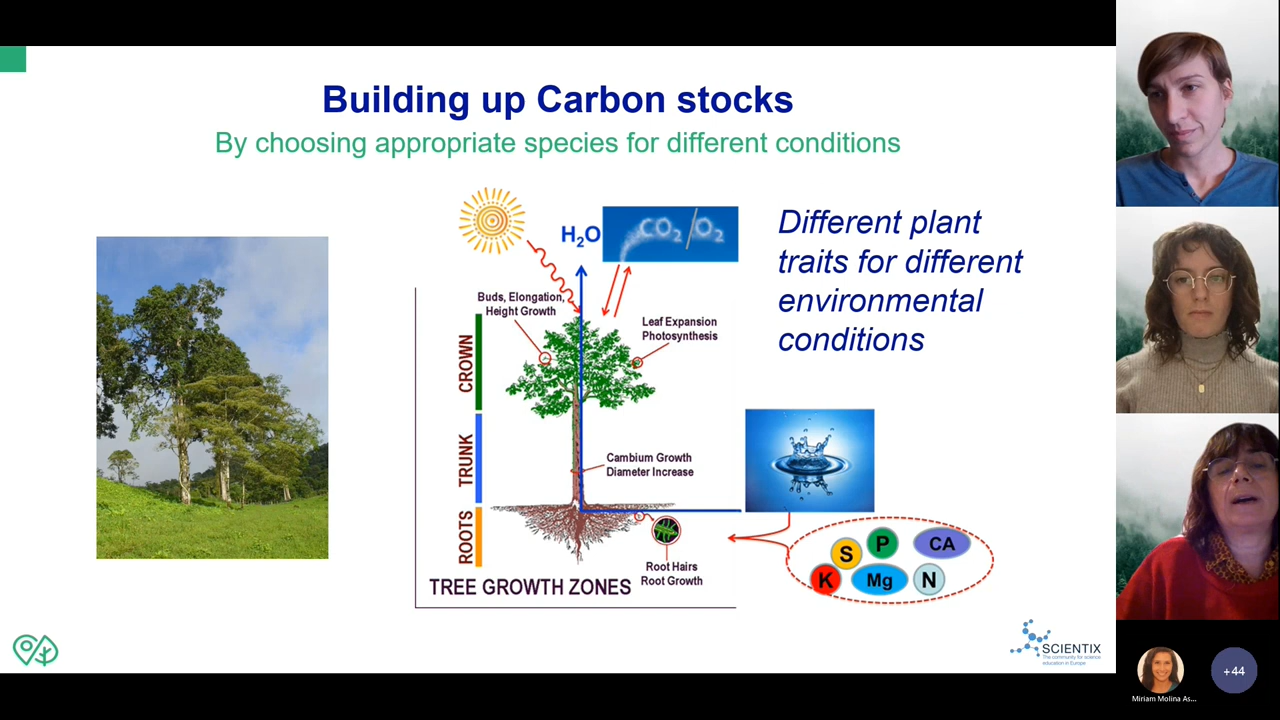 Building up Carbon stocks
By choosing appropriate species for different conditions
H₂O
CO₂/O₂
Different plant
traits for different
environmental
conditions
Buds, Elongation,
Height Growth
Leaf Expansion
Photosynthesis
CROWN
TRUNK
Cambium Growth
Diameter Increase
ROOTS
Root Hairs
Root Growth
TREE GROWTH ZONES
S
P
CA
K
Mg
N
SCIENTIX
The community for science
education in Europe
Miriam Molina As...
+44